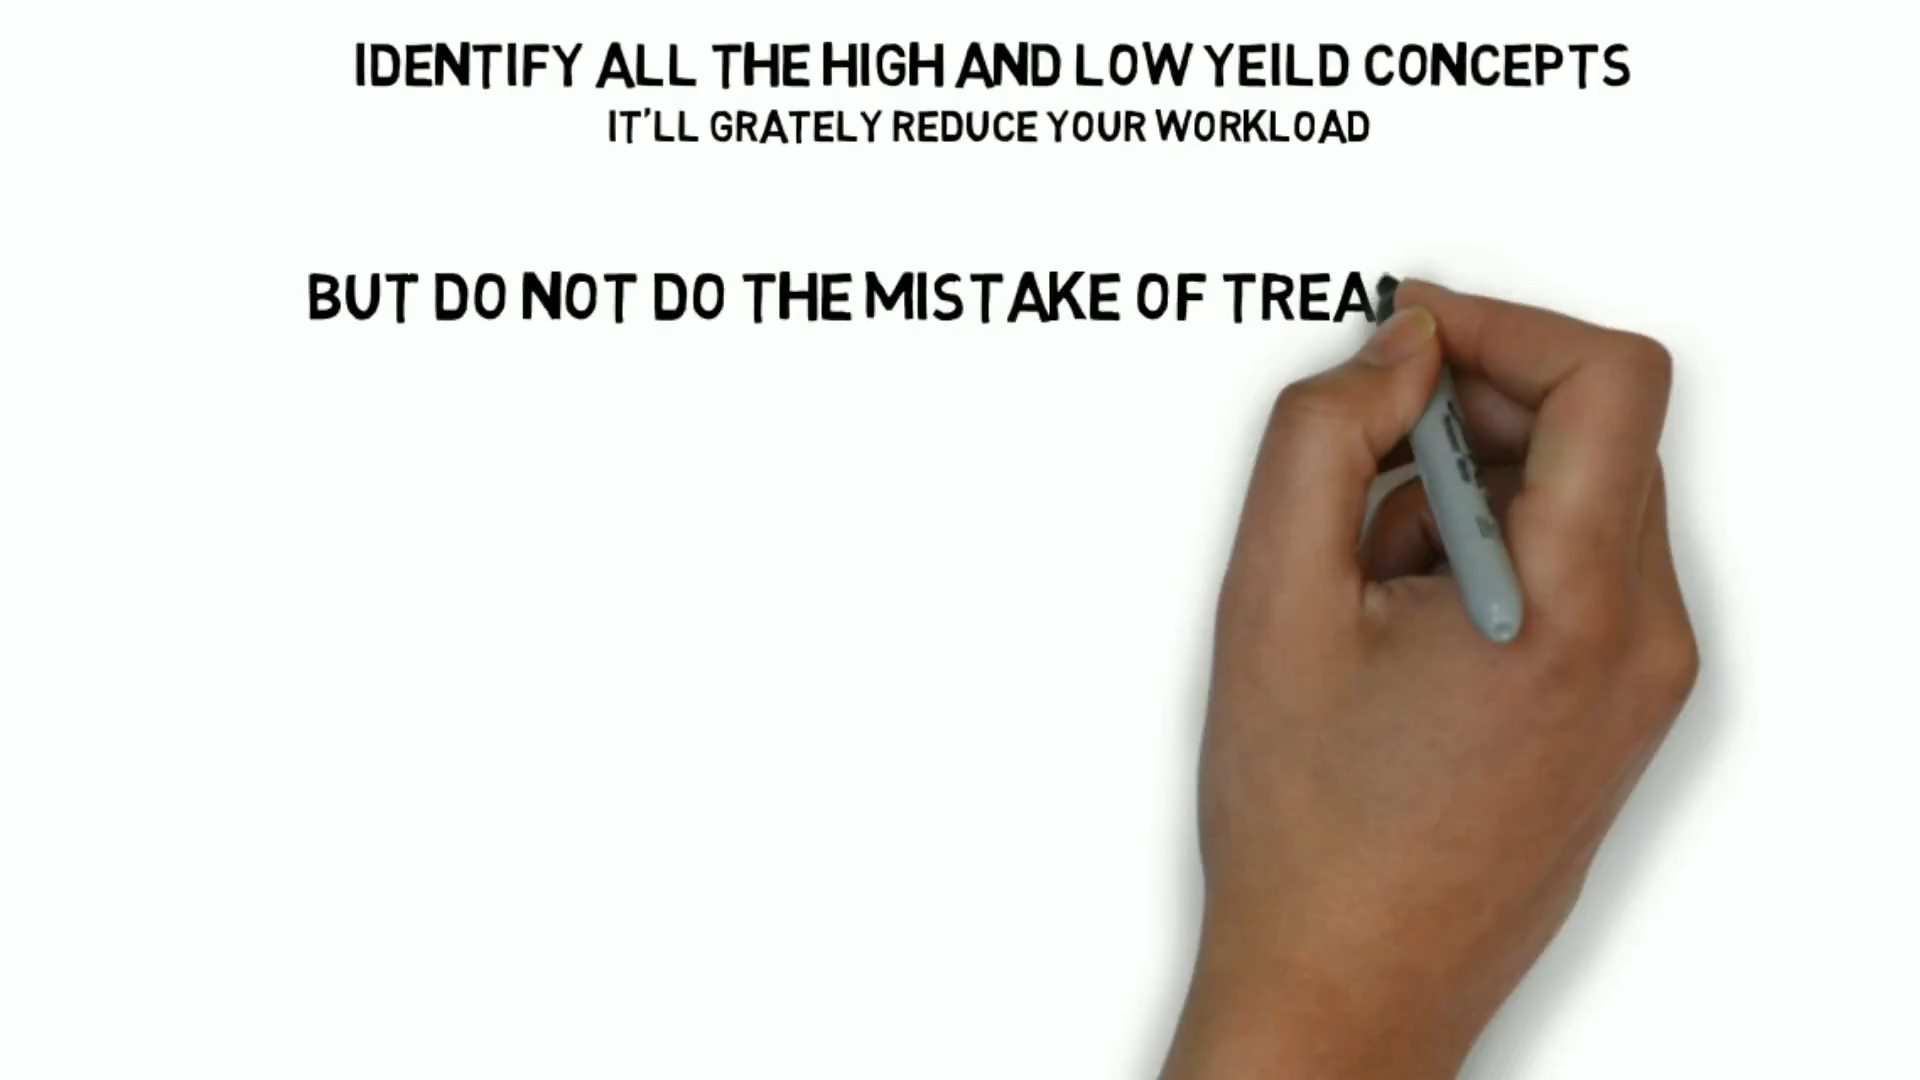 IDENTIFY ALL THE HIGH AND LOW YEILD CONCEPTS
IT'LL GRATELY REDUCE YOUR WORKLOAD
BUT DO NOT DO THE MISTAKE OF TREA